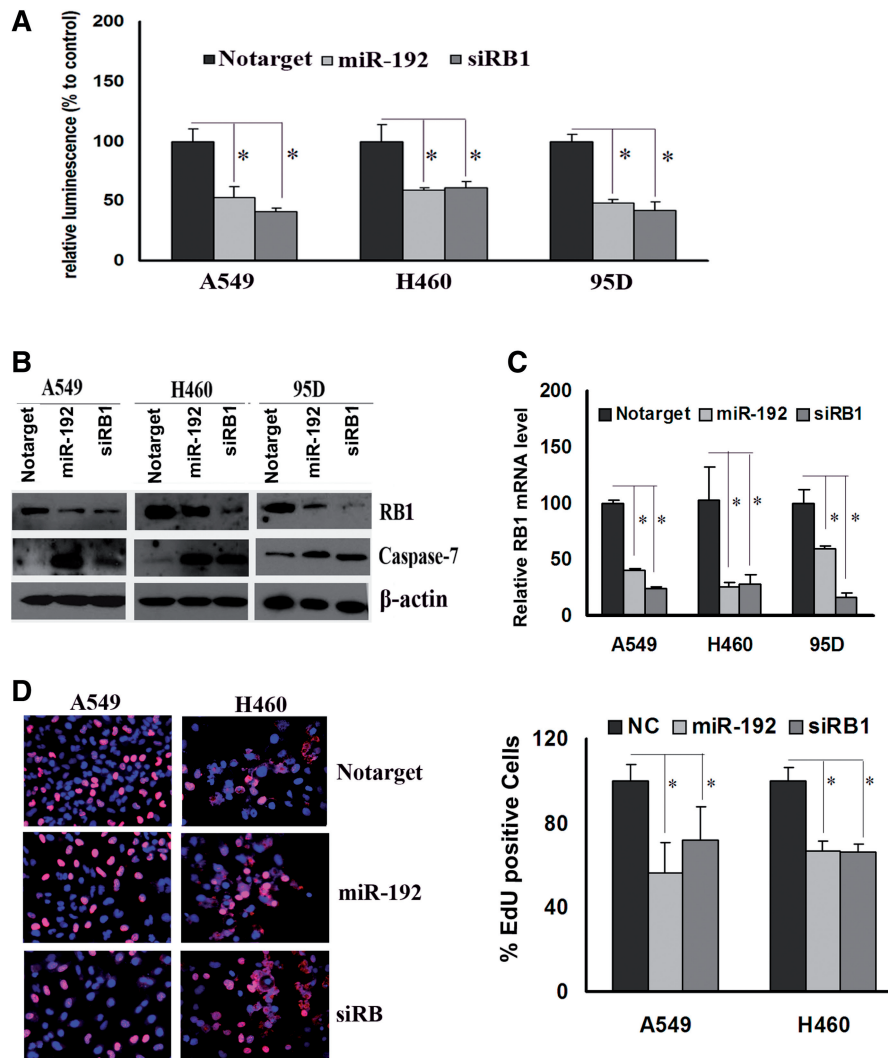 A
relative luminescence (% to control)
200
150
100
50
0
Notarget miR-192 siRB1
* * * * * *
A549 H460 95D
B
A549 H460 95D
Notarget miR-192 siRB1 Notarget miR-192 siRB1 Notarget miR-192 siRB1
RB1
Caspase-7
β-actin
C
Relative RB1 mRNA level
200
150
100
50
0
Notarget miR-192 siRB1
* * * * * *
A549 H460 95D
D
A549 H460
Notarget
miR-192
siRB
% EdU positive Cells
120
80
40
0
NC miR-192 siRB1
* * * *
A549 H460